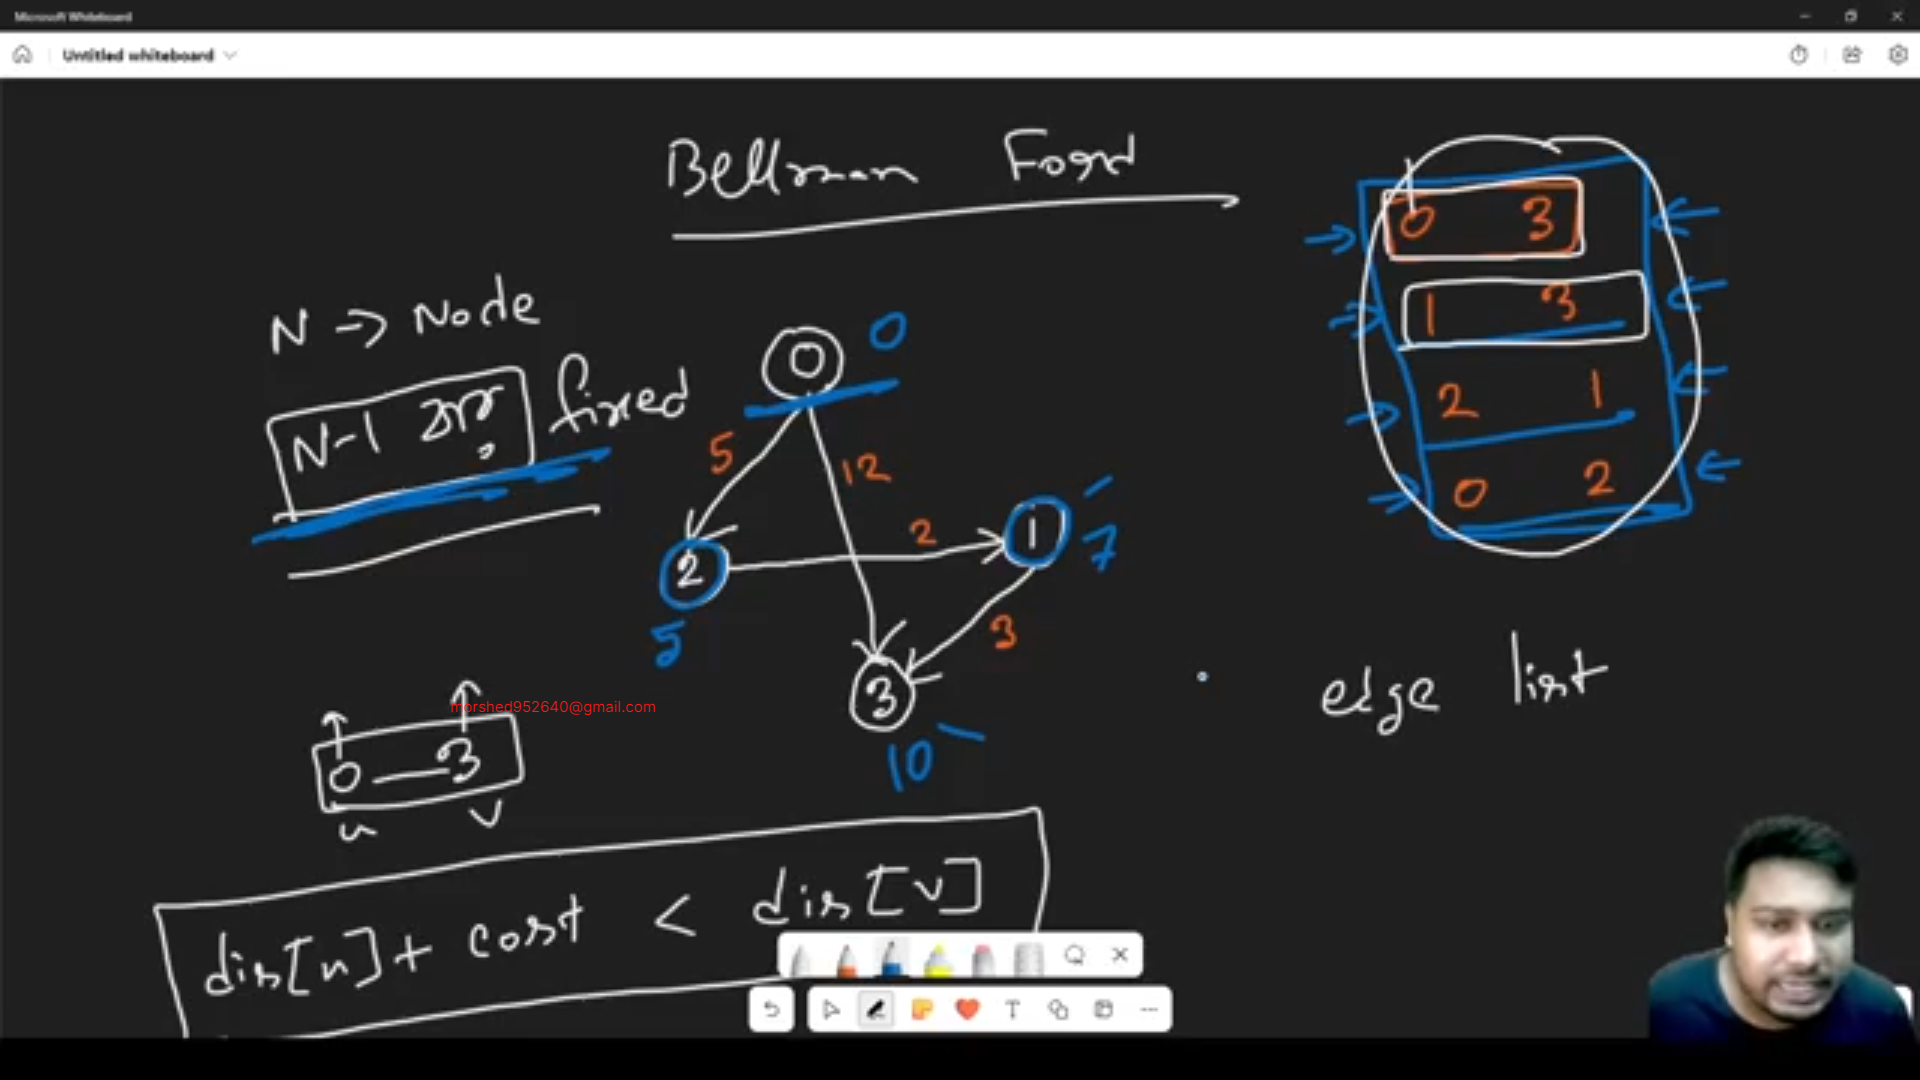 Microsoft Whiteboard
Untitled whiteboard
Bellman Ford
N -> Node
N-1 বার fixed
0 0
5
12
2
2
1
7
5
3
3
10
0 3
1 3
2 1
0 2
edge list
morshed952640@gmail.com
0 — 3
u v
dis[u] + cost < dis[v]
T